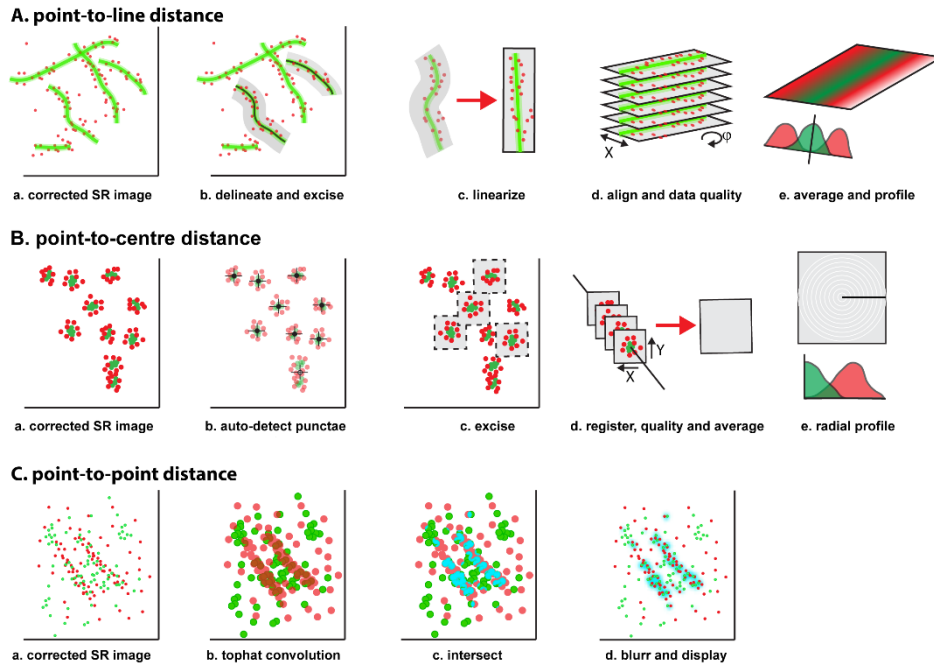 A. point-to-line distance
X
φ
a. corrected SR image
b. delineate and excise
c. linearize
d. align and data quality
e. average and profile
B. point-to-centre distance
Y
X
a. corrected SR image
b. auto-detect punctae
c. excise
d. register, quality and average
e. radial profile
C. point-to-point distance
a. corrected SR image
b. tophat convolution
c. intersect
d. blurr and display